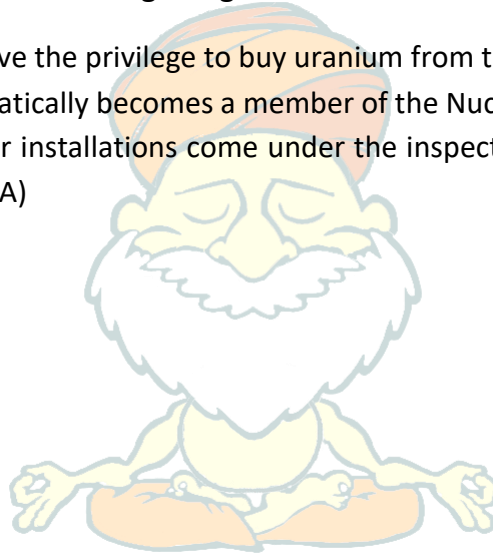 ve the privilege to buy uranium from t
atically becomes a member of the Nuc
r installations come under the inspect
A)